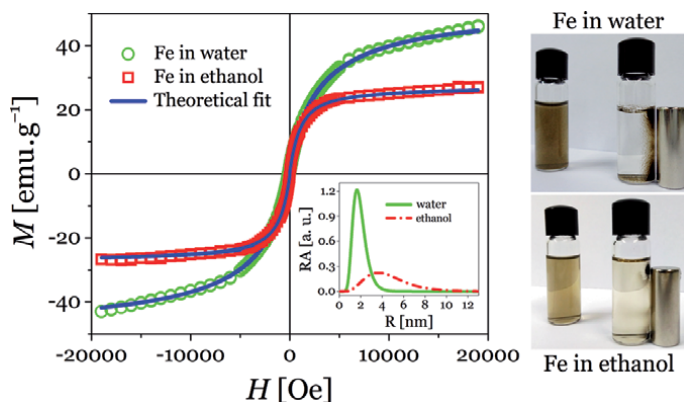 Fe in water
Fe in ethanol
Theoretical fit
M [emu.g⁻¹]
40
20
0
-20
-40
-20000
-10000
0
10000
20000
H [Oe]
RA [a. u.]
1.2
0.9
0.6
0.3
0.0
water
ethanol
0 2 4 6 8 10 12
R [nm]
Fe in water
Fe in ethanol